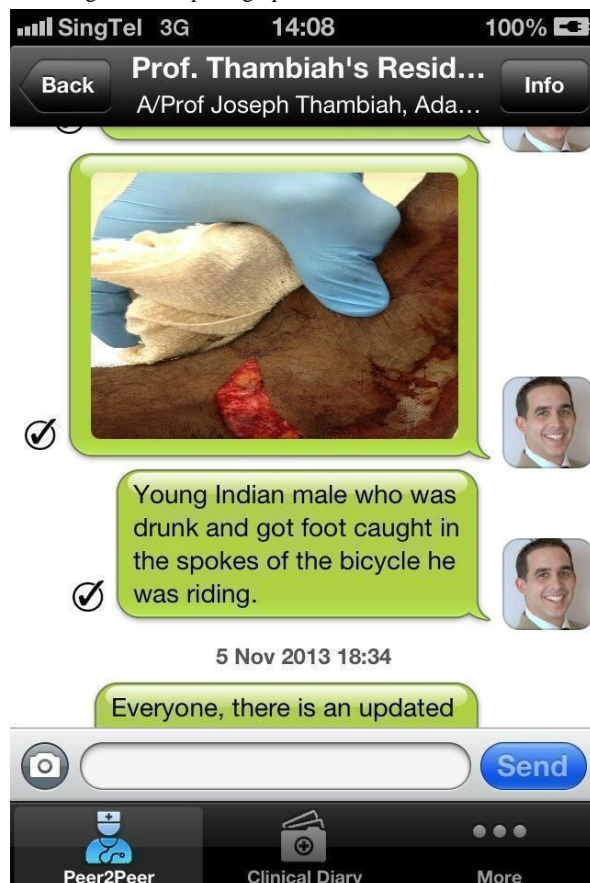 SingTel 3G 14:08 100%
Back Prof. Thambiah's Resid... Info
A/Prof Joseph Thambiah, Ada...
Young Indian male who was
drunk and got foot caught in
the spokes of the bicycle he
was riding.
5 Nov 2013 18:34
Everyone, there is an updated
Send
Peer2Peer Clinical Diary More